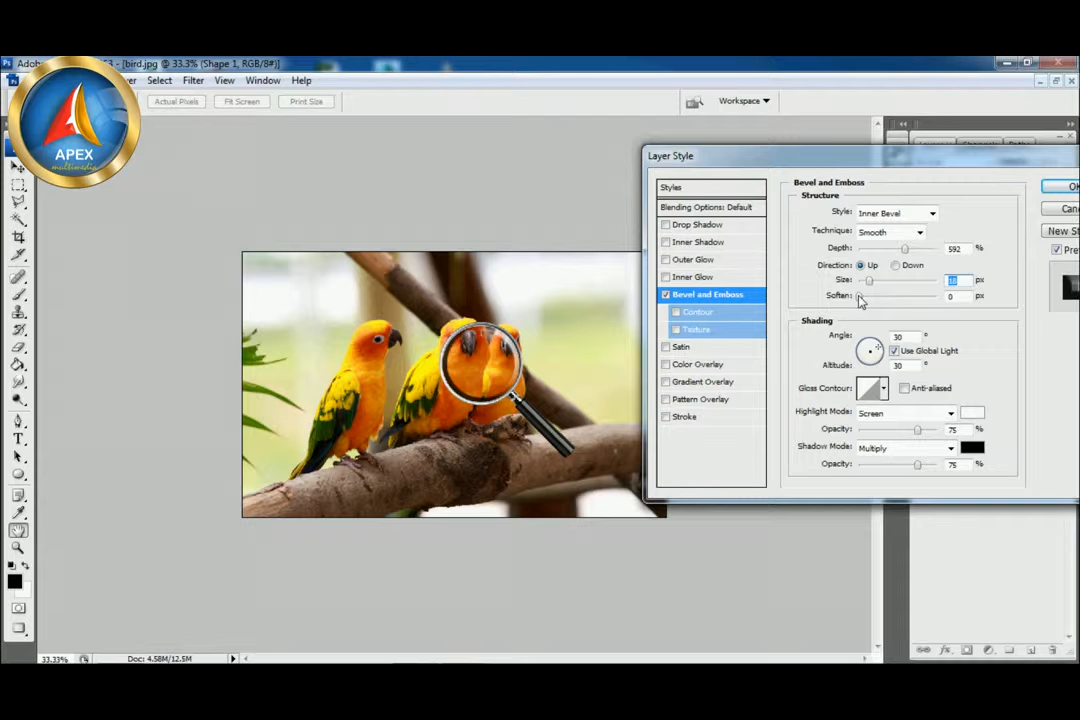 Adobe
3 - [bird.jpg @ 33.3% (Shape 1, RGB/8#)]
Select Filter View Window Help
Actual Pixels Fit Screen Print Size
Workspace
APEX
multimedia
Layer Style
Styles
Blending Options: Default
Drop Shadow
Inner Shadow
Outer Glow
Inner Glow
Bevel and Emboss
Contour
Texture
Satin
Color Overlay
Gradient Overlay
Pattern Overlay
Stroke
Bevel and Emboss
Structure
Style: Inner Bevel
Technique: Smooth
Depth: 592 %
Direction: Up Down
Size: 18 px
Soften: 0 px
Shading
Angle: 30 °
Use Global Light
Altitude: 30 °
Gloss Contour: Anti-aliased
Highlight Mode: Screen
Opacity: 75 %
Shadow Mode: Multiply
Opacity: 75 %
OK
Canc
New St
Pre
33.33% Doc: 4.58M/12.5M